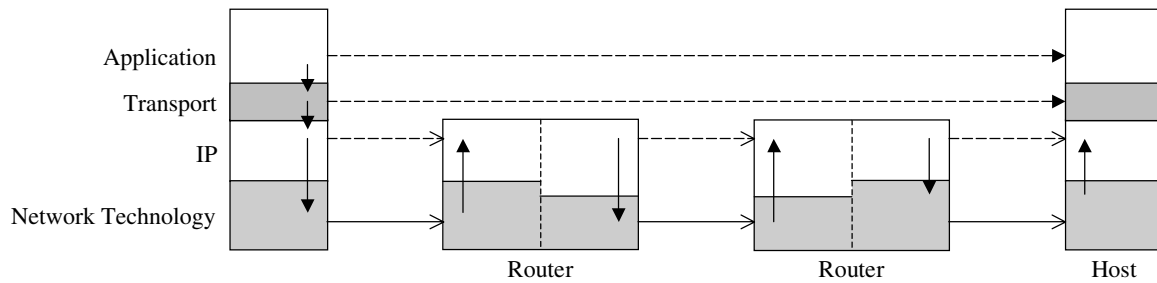 Application
Transport
IP
Network Technology
Router
Router
Host